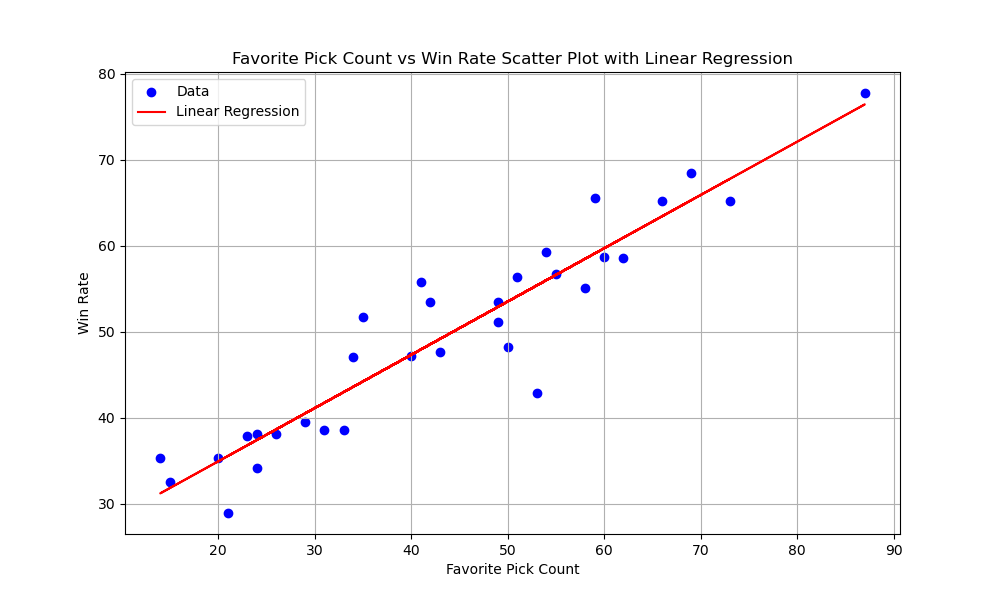 Favorite Pick Count vs Win Rate Scatter Plot with Linear Regression
Data
Linear Regression
80
70
60
50
40
30
Win Rate
20
30
40
50
60
70
80
90
Favorite Pick Count